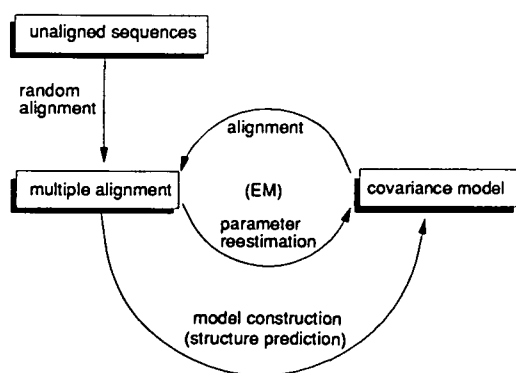 unaligned sequences
random
alignment
alignment
multiple alignment
(EM)
covariance model
parameter
reestimation
model construction
(structure prediction)